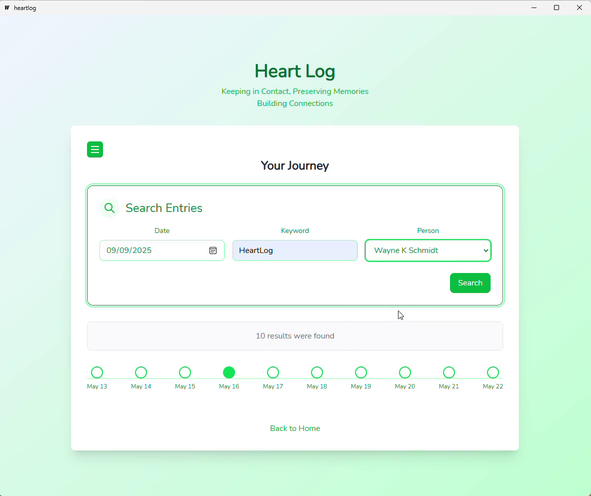 heartlog
Heart Log
Keeping in Contact, Preserving Memories
Building Connections
Your Journey
Search Entries
Date Keyword Person
09/09/2025 HeartLog Wayne K Schmidt
Search
10 results were found
May 13 May 14 May 15 May 16 May 17 May 18 May 19 May 20 May 21 May 22
Back to Home